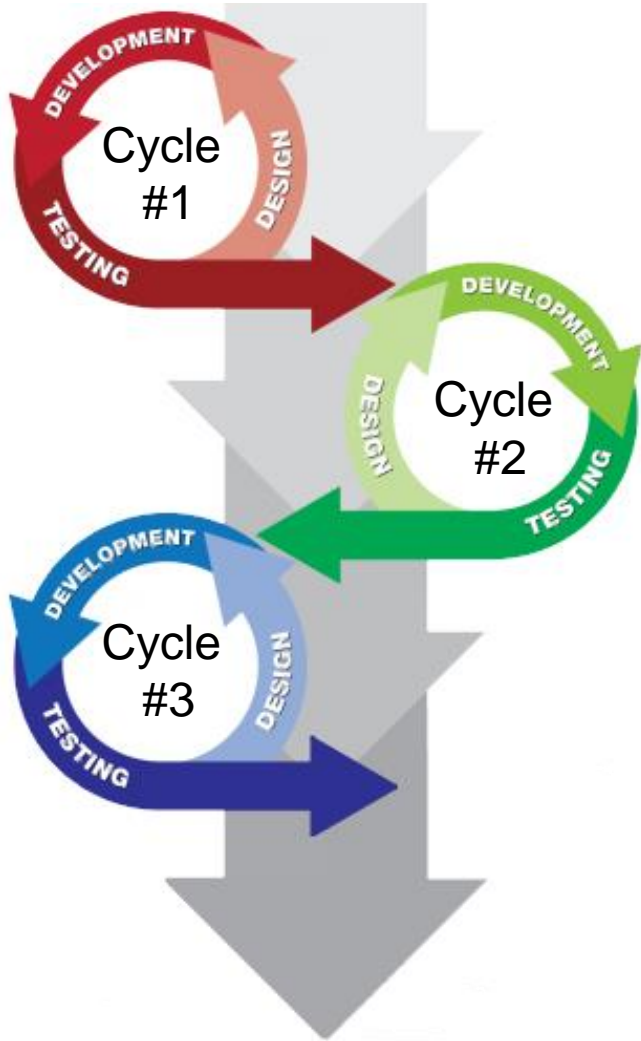 DEVELOPMENT
Cycle
#1
DESIGN
TESTING
DEVELOPMENT
DESIGN
Cycle
#2
TESTING
DEVELOPMENT
Cycle
#3
DESIGN
TESTING